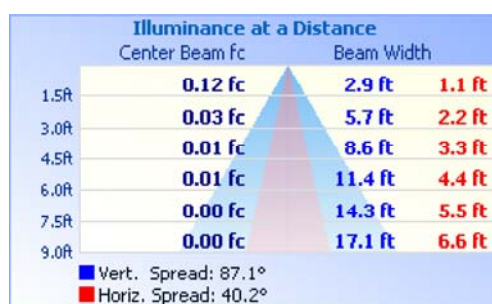 Illuminance at a Distance
Center Beam fc Beam Width
1.5ft 0.12 fc 2.9 ft 1.1 ft
3.0ft 0.03 fc 5.7 ft 2.2 ft
4.5ft 0.01 fc 8.6 ft 3.3 ft
6.0ft 0.01 fc 11.4 ft 4.4 ft
7.5ft 0.00 fc 14.3 ft 5.5 ft
9.0ft 0.00 fc 17.1 ft 6.6 ft
Vert. Spread: 87.1°
Horiz. Spread: 40.2°